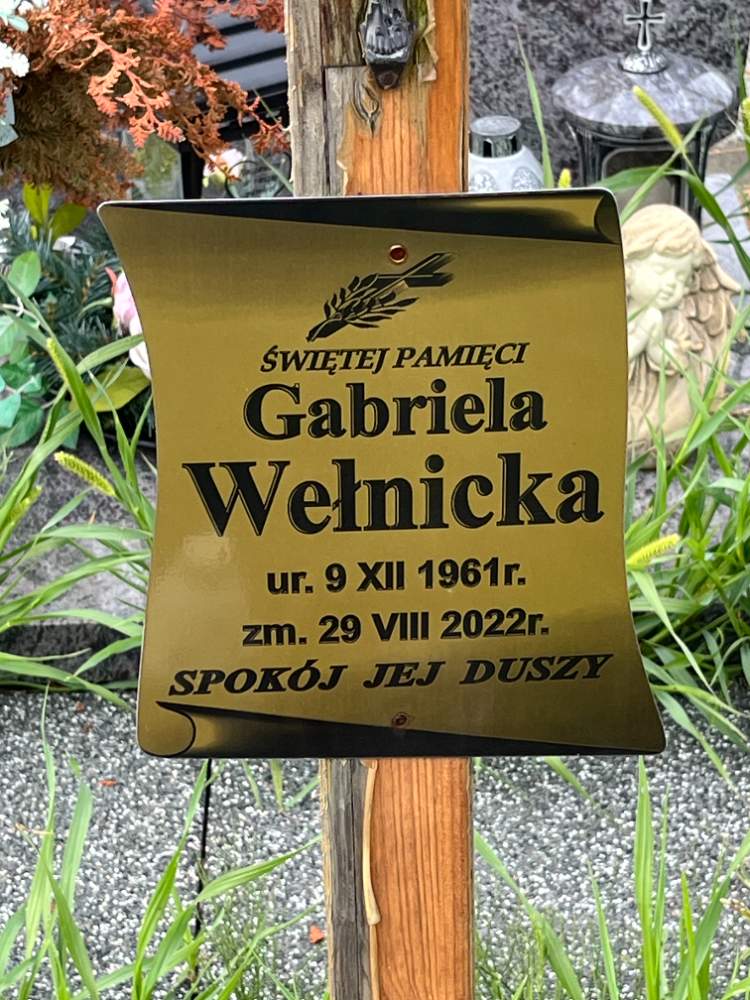 ŚWIĘTEJ PAMIĘCI
Gabriela
Wełnicka
ur. 9 XII 1961r.
zm. 29 VIII 2022r.
SPOKÓJ JEJ DUSZY